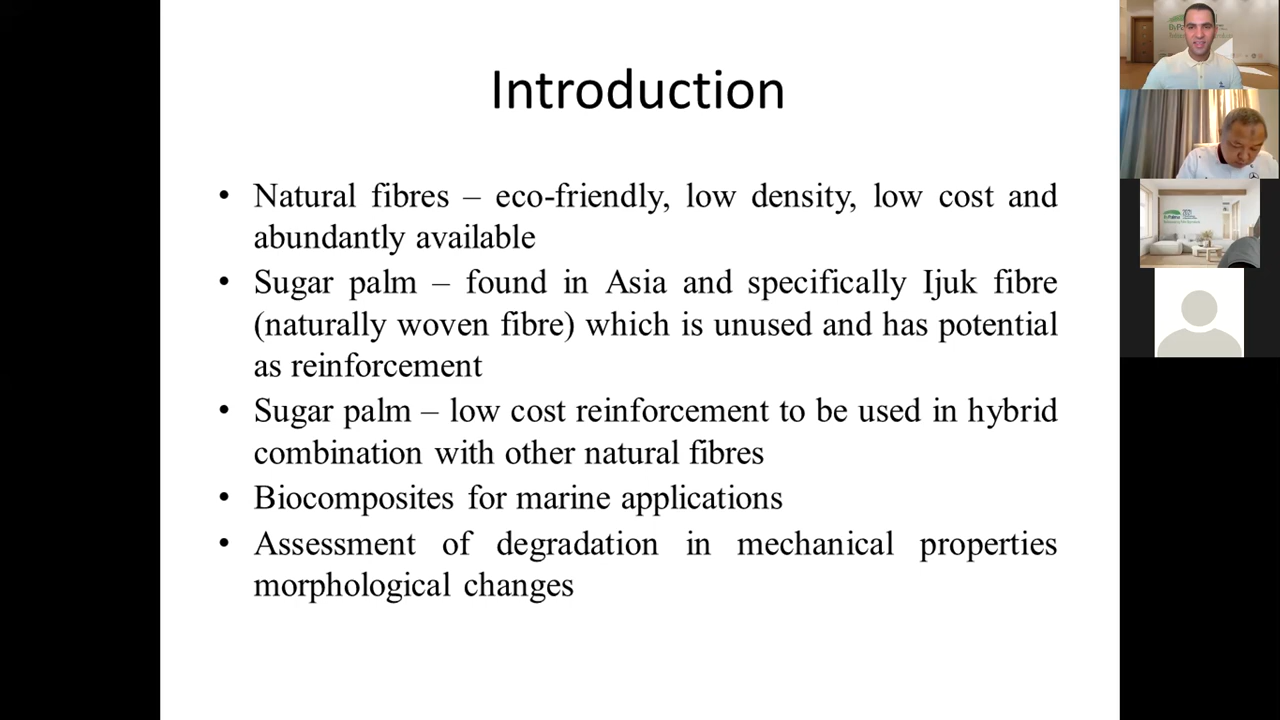 Introduction
• Natural fibres – eco-friendly, low density, low cost and
abundantly available
• Sugar palm – found in Asia and specifically Ijuk fibre
(naturally woven fibre) which is unused and has potential
as reinforcement
• Sugar palm – low cost reinforcement to be used in hybrid
combination with other natural fibres
• Biocomposites for marine applications
• Assessment of degradation in mechanical properties
morphological changes
2021